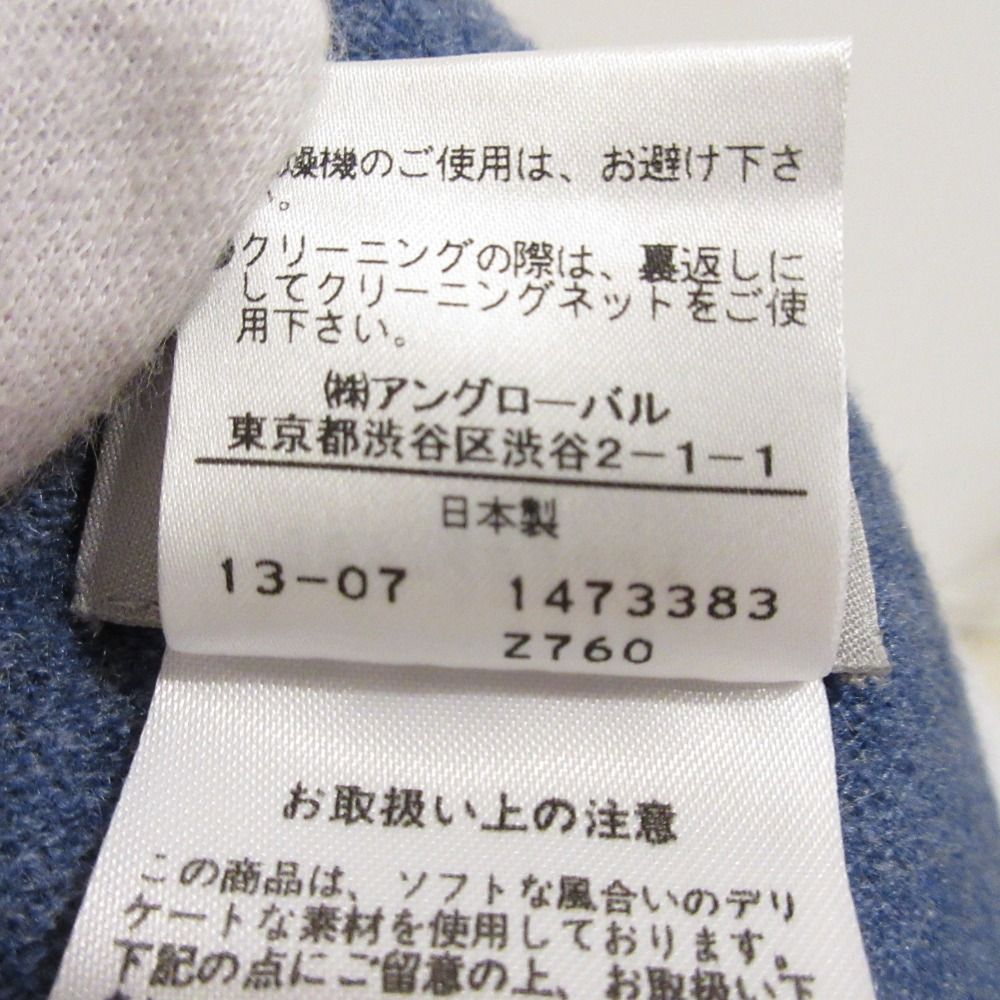 燥機のご使用は、お避け下さ
い。
クリーニングの際は、裏返しに
してクリーニングネットをご使
用下さい。
㈱アングローバル
東京都渋谷区渋谷2-1-1
日本製
13-07 1473383
Z760
お取扱い上の注意
この商品は、ソフトな風合いのデリ
ケートな素材を使用しております。
下記の点にご留意の上、お取扱い下